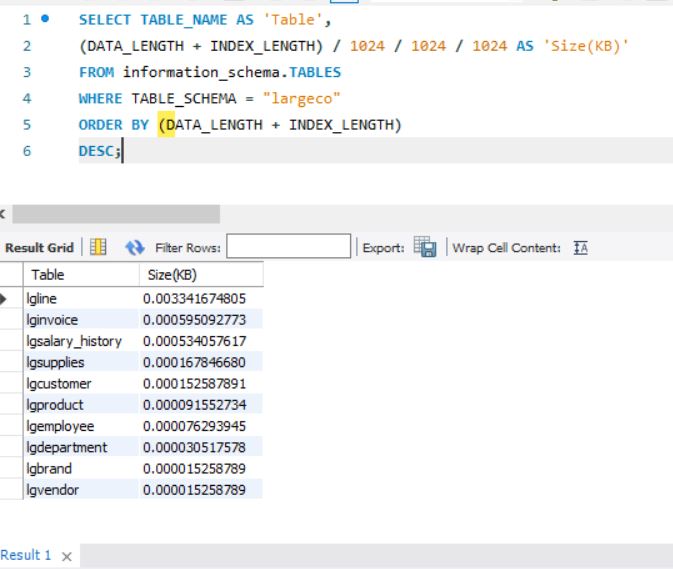 1 SELECT TABLE_NAME AS 'Table',
2 (DATA_LENGTH + INDEX_LENGTH) / 1024 / 1024 / 1024 AS 'Size(KB)'
3 FROM information_schema.TABLES
4 WHERE TABLE_SCHEMA = "largeco"
5 ORDER BY (DATA_LENGTH + INDEX_LENGTH)
6 DESC;
Result Grid Filter Rows: Export: Wrap Cell Content: IA
Table Size(KB)
lgline 0.003341674805
lginvoice 0.000595092773
lgsalary_history 0.000534057617
lgsupplies 0.000167846680
lgcustomer 0.000152587891
lgproduct 0.000091552734
lgemployee 0.000076293945
lgdepartment 0.000030517578
lgbrand 0.000015258789
lgvendor 0.000015258789
Result 1 ×